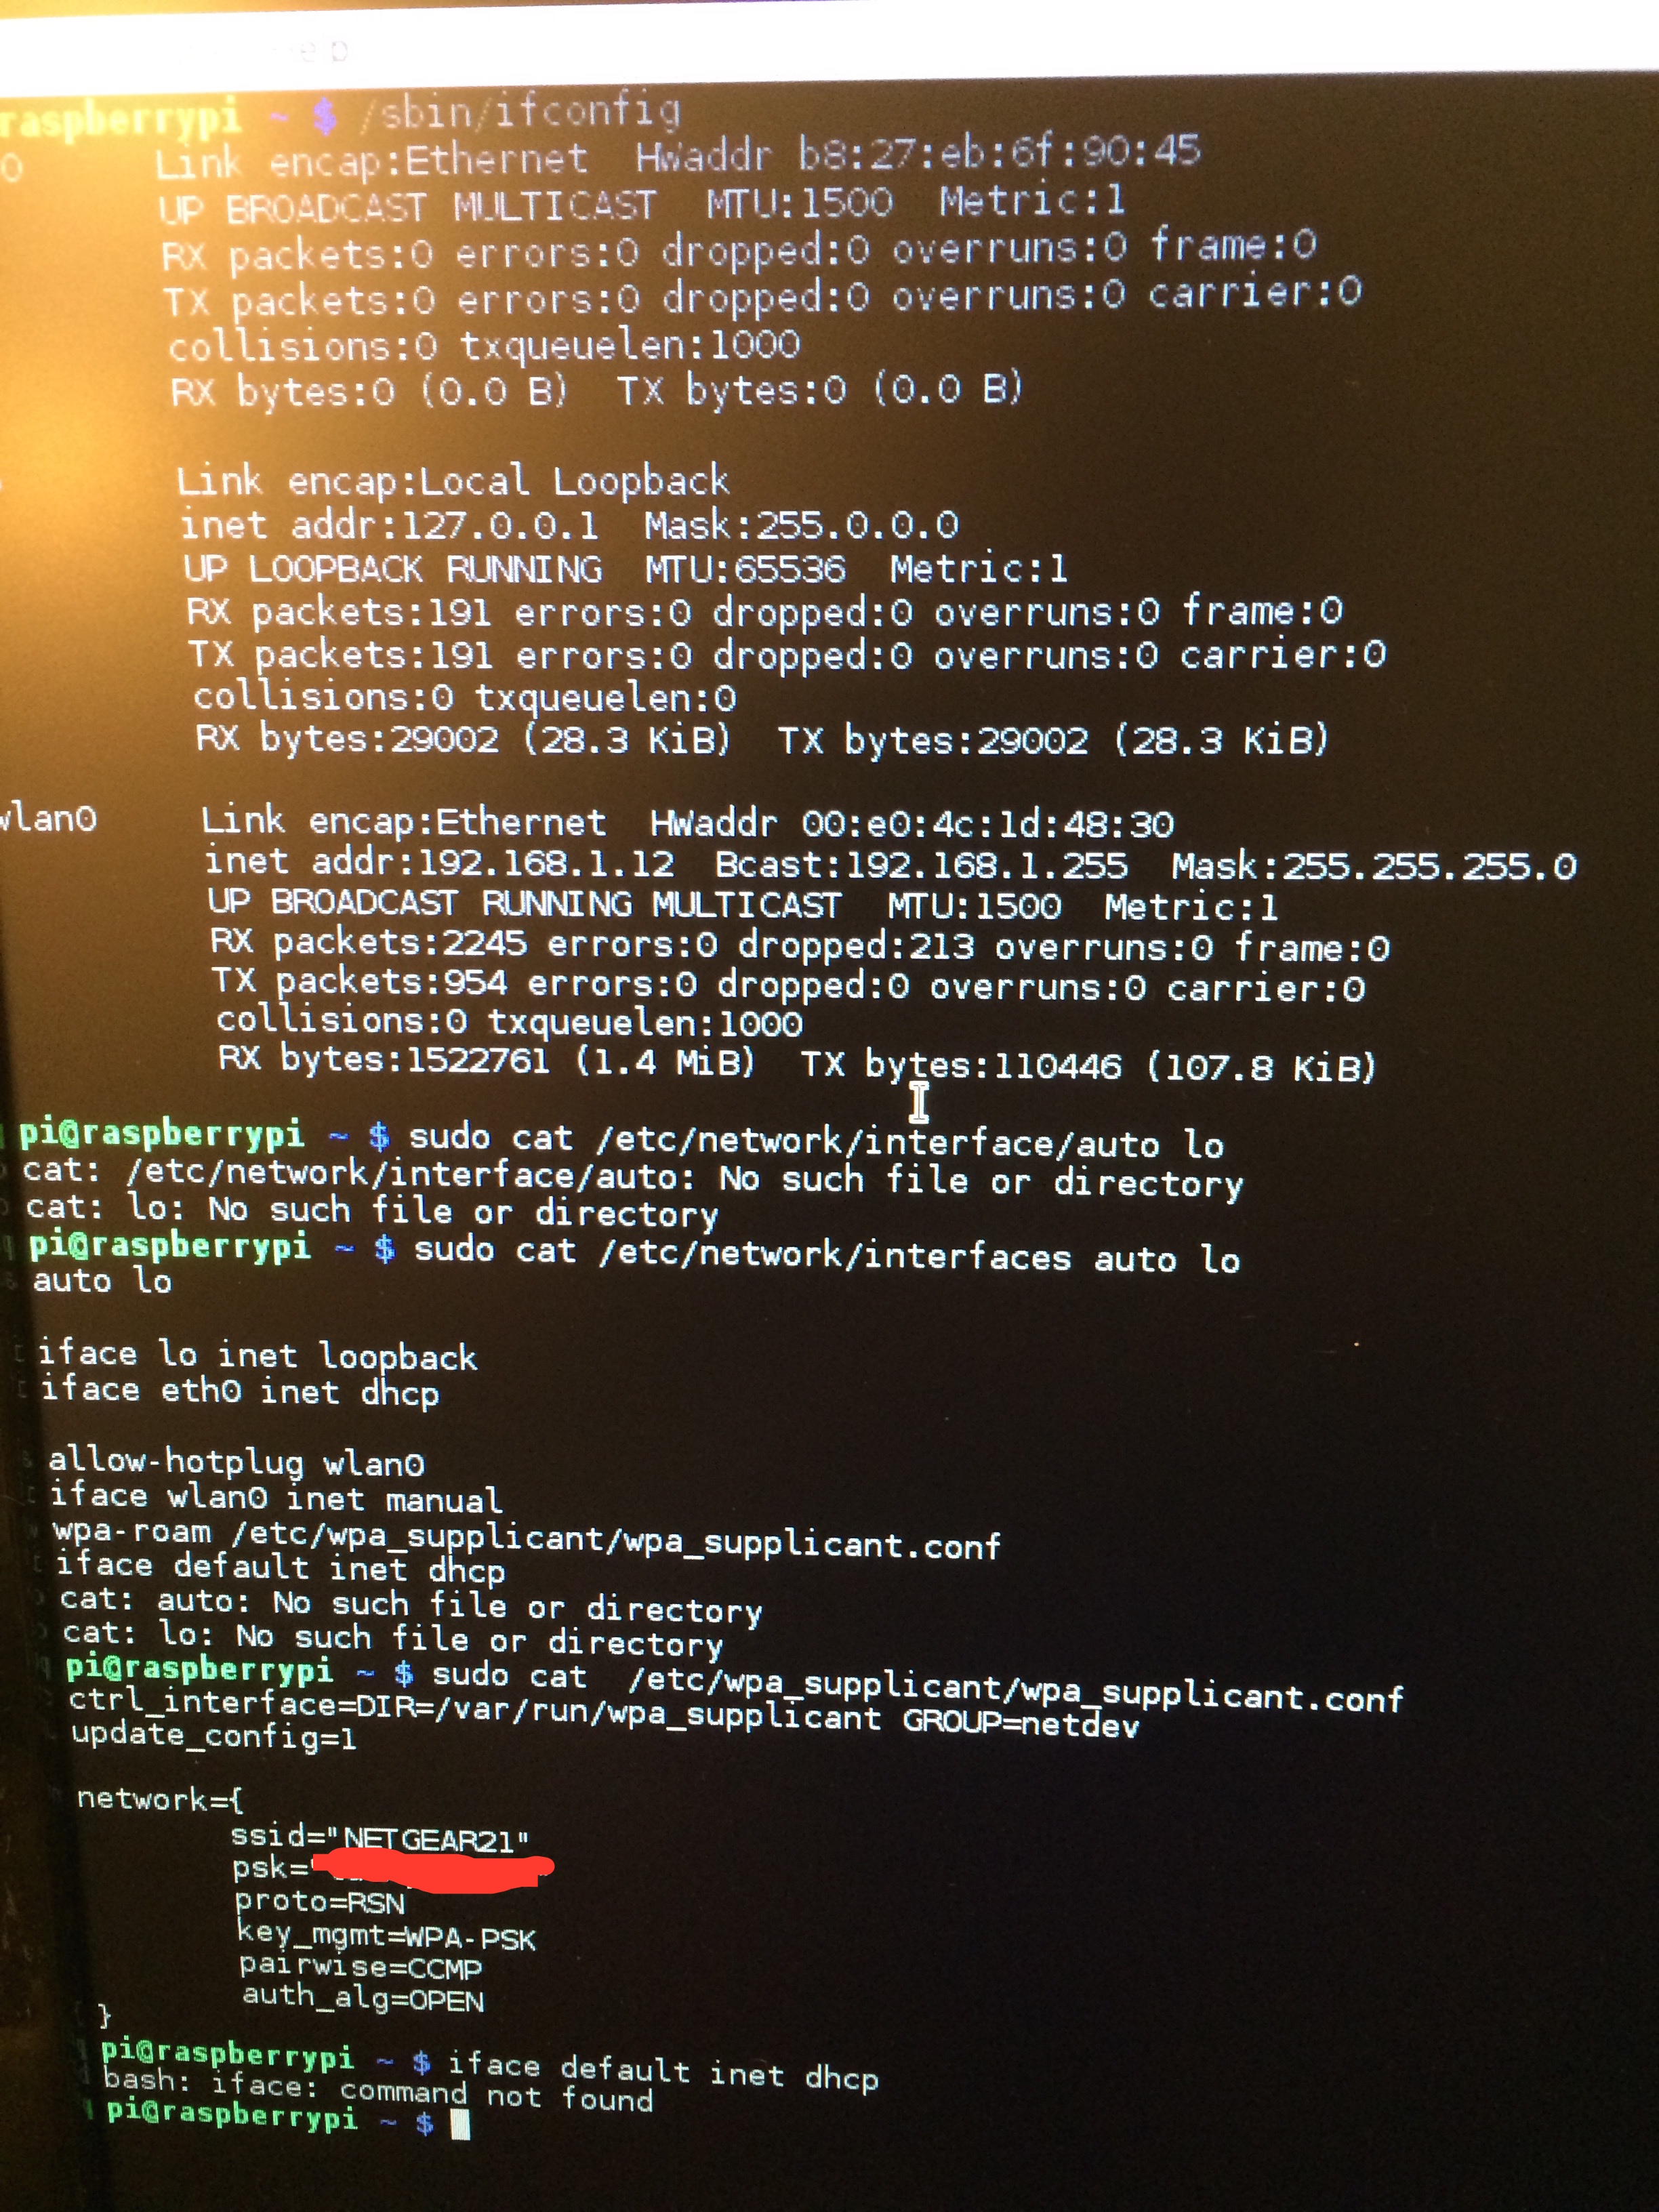 elp
raspberrypi ~ $ /sbin/ifconfig
0 Link encap:Ethernet HWaddr b8:27:eb:6f:90:45
UP BROADCAST MULTICAST MTU:1500 Metric:1
RX packets:0 errors:0 dropped:0 overruns:0 frame:0
TX packets:0 errors:0 dropped:0 overruns:0 carrier:0
collisions:0 txqueuelen:1000
RX bytes:0 (0.0 B) TX bytes:0 (0.0 B)
Link encap:Local Loopback
inet addr:127.0.0.1 Mask:255.0.0.0
UP LOOPBACK RUNNING MTU:65536 Metric:1
RX packets:191 errors:0 dropped:0 overruns:0 frame:0
TX packets:191 errors:0 dropped:0 overruns:0 carrier:0
collisions:0 txqueuelen:0
RX bytes:29002 (28.3 KiB) TX bytes:29002 (28.3 KiB)
wlan0 Link encap:Ethernet HWaddr 00:e0:4c:1d:48:30
inet addr:192.168.1.12 Bcast:192.168.1.255 Mask:255.255.255.0
UP BROADCAST RUNNING MULTICAST MTU:1500 Metric:1
RX packets:2245 errors:0 dropped:213 overruns:0 frame:0
TX packets:954 errors:0 dropped:0 overruns:0 carrier:0
collisions:0 txqueuelen:1000
RX bytes:1522761 (1.4 MiB) TX bytes:110446 (107.8 KiB)
pi@raspberrypi ~ $ sudo cat /etc/network/interface/auto lo
cat: /etc/network/interface/auto: No such file or directory
cat: lo: No such file or directory
pi@raspberrypi ~ $ sudo cat /etc/network/interfaces auto lo
auto lo
iface lo inet loopback
iface eth0 inet dhcp
allow-hotplug wlan0
iface wlan0 inet manual
wpa-roam /etc/wpa_supplicant/wpa_supplicant.conf
iface default inet dhcp
cat: auto: No such file or directory
cat: lo: No such file or directory
pi@raspberrypi ~ $ sudo cat  /etc/wpa_supplicant/wpa_supplicant.conf
ctrl_interface=DIR=/var/run/wpa_supplicant GROUP=netdev
update_config=1
network={
ssid="NETGEAR21"
psk="
proto=RSN
key_mgmt=WPA-PSK
pairwise=CCMP
auth_alg=OPEN
}
pi@raspberrypi ~ $ iface default inet dhcp
bash: iface: command not found
pi@raspberrypi ~ $